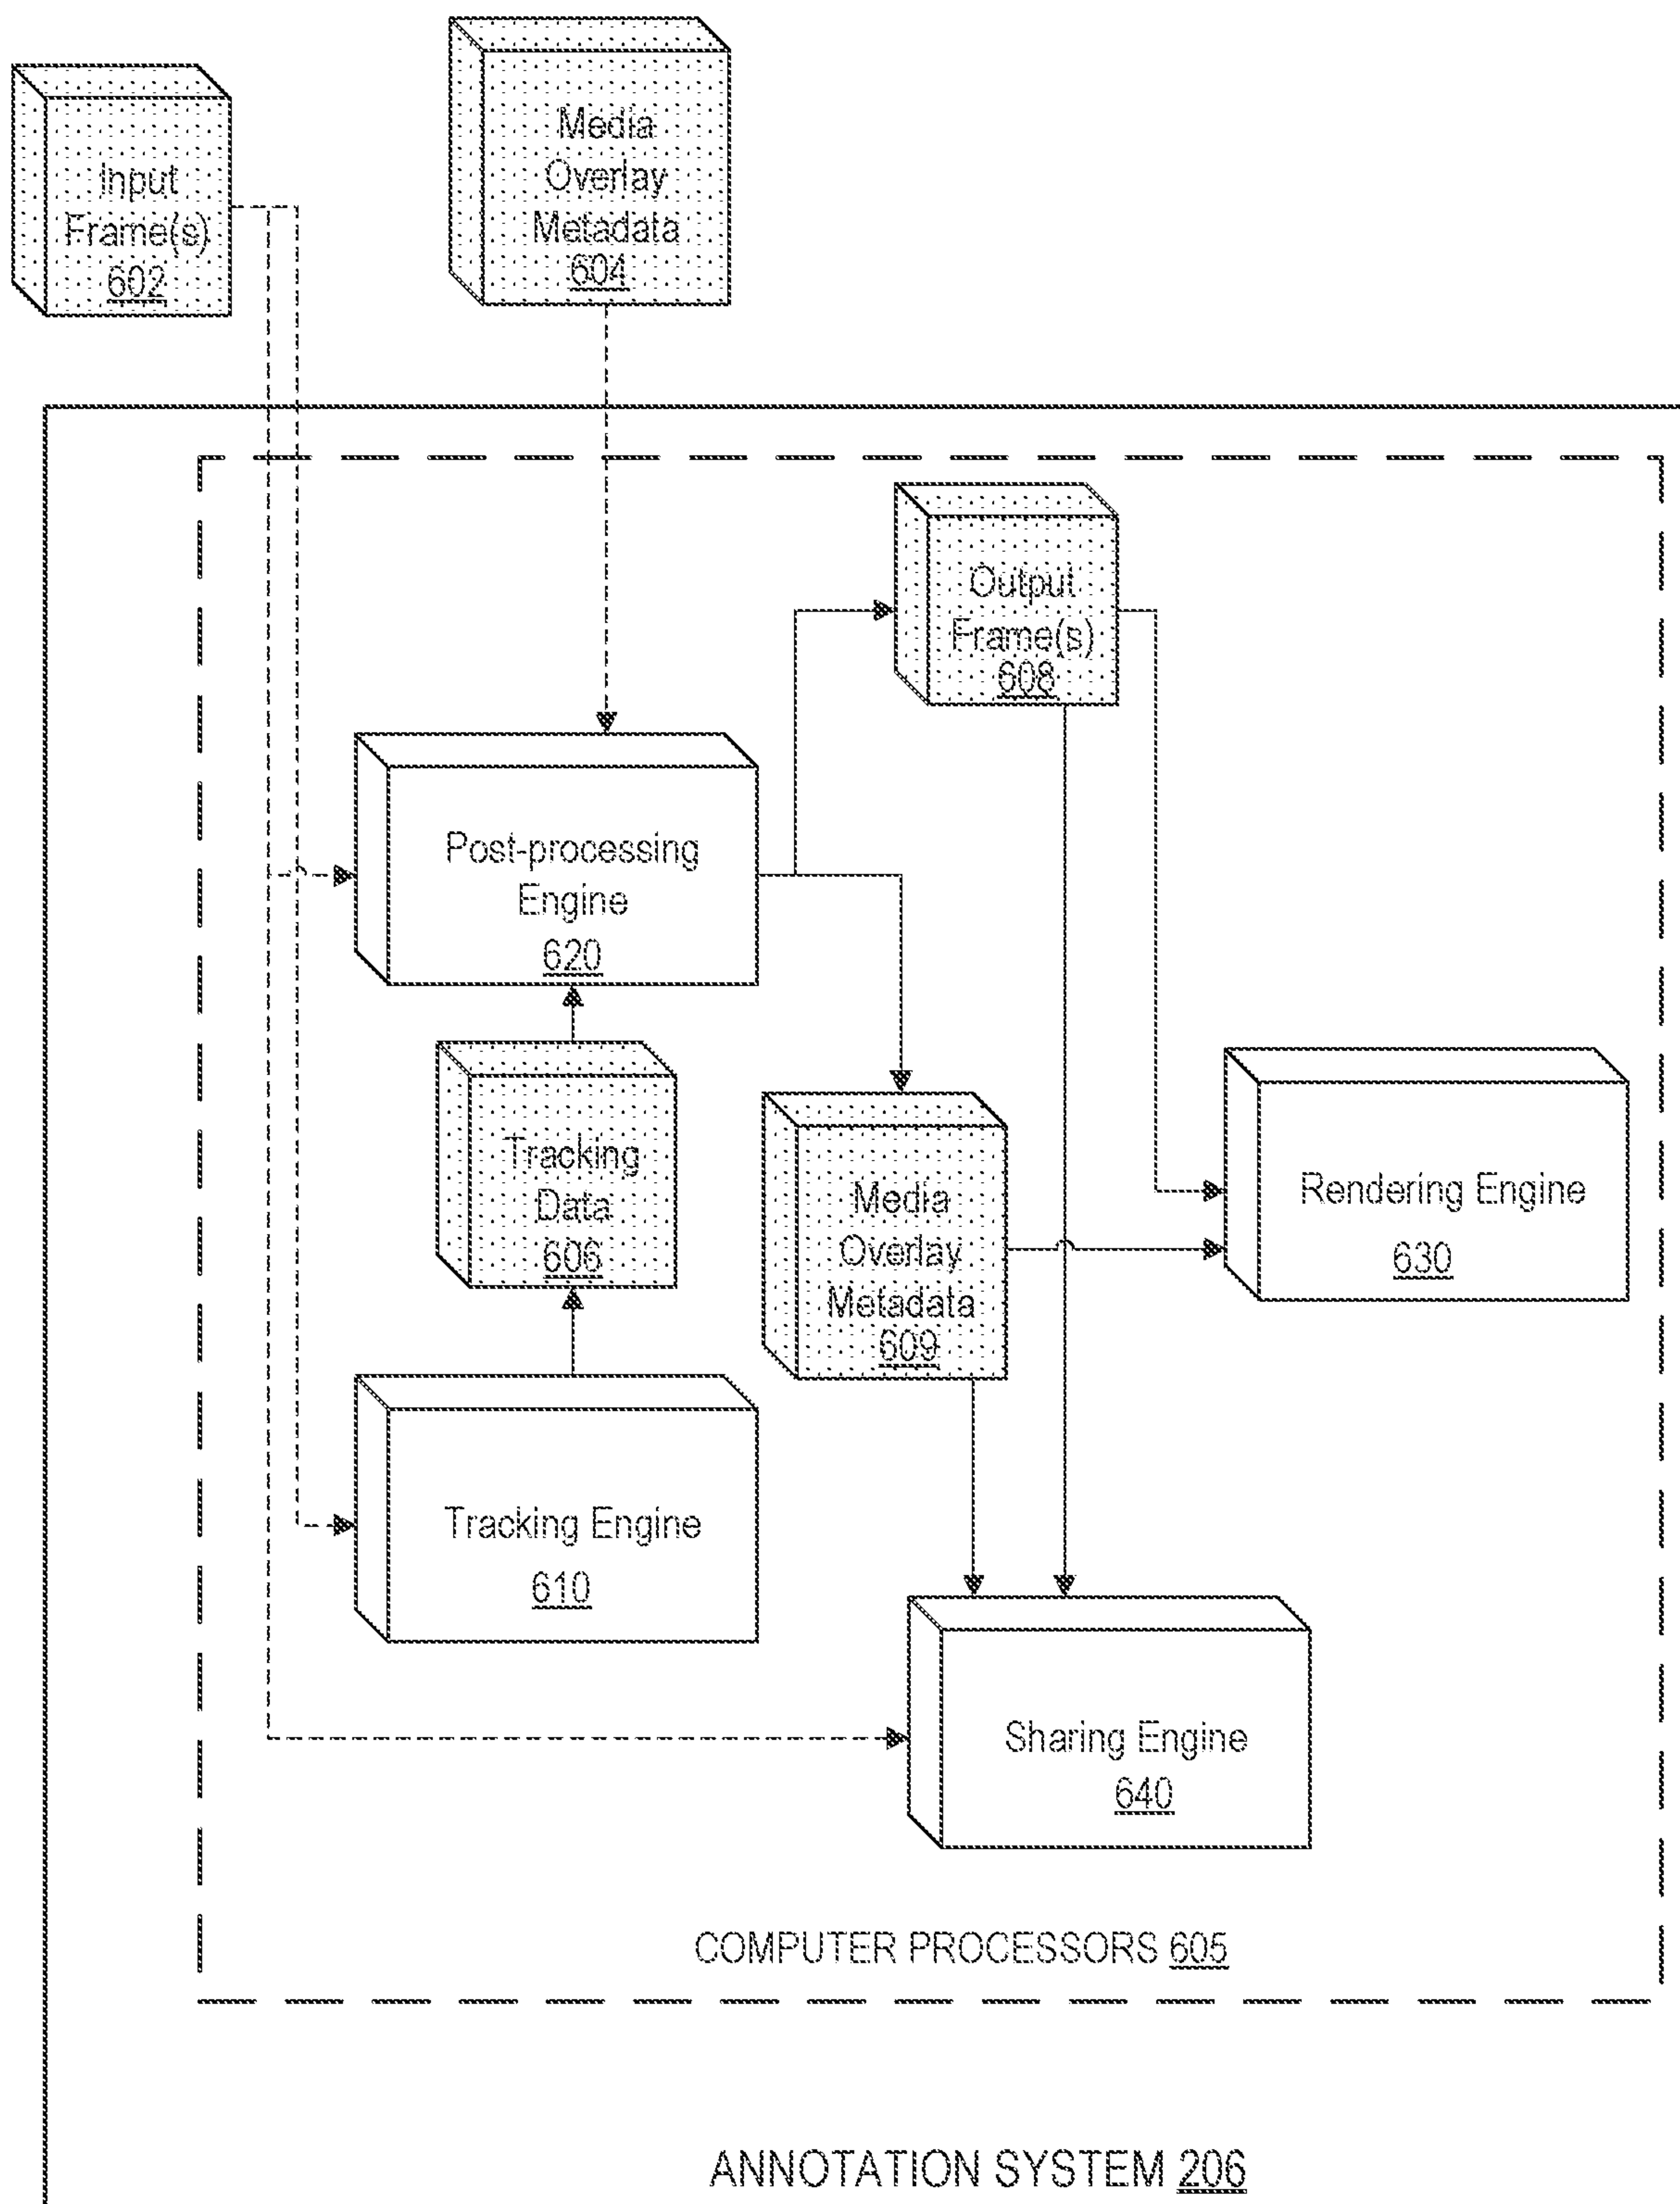 Input
Frame(s)
602
Media
Overlay
Metadata
604
Output
Frame(s)
608
Post-processing
Engine
620
Tracking
Data
606
Media
Overlay
Metadata
609
Rendering Engine
630
Tracking Engine
610
Sharing Engine
640
COMPUTER PROCESSORS 605
ANNOTATION SYSTEM 206